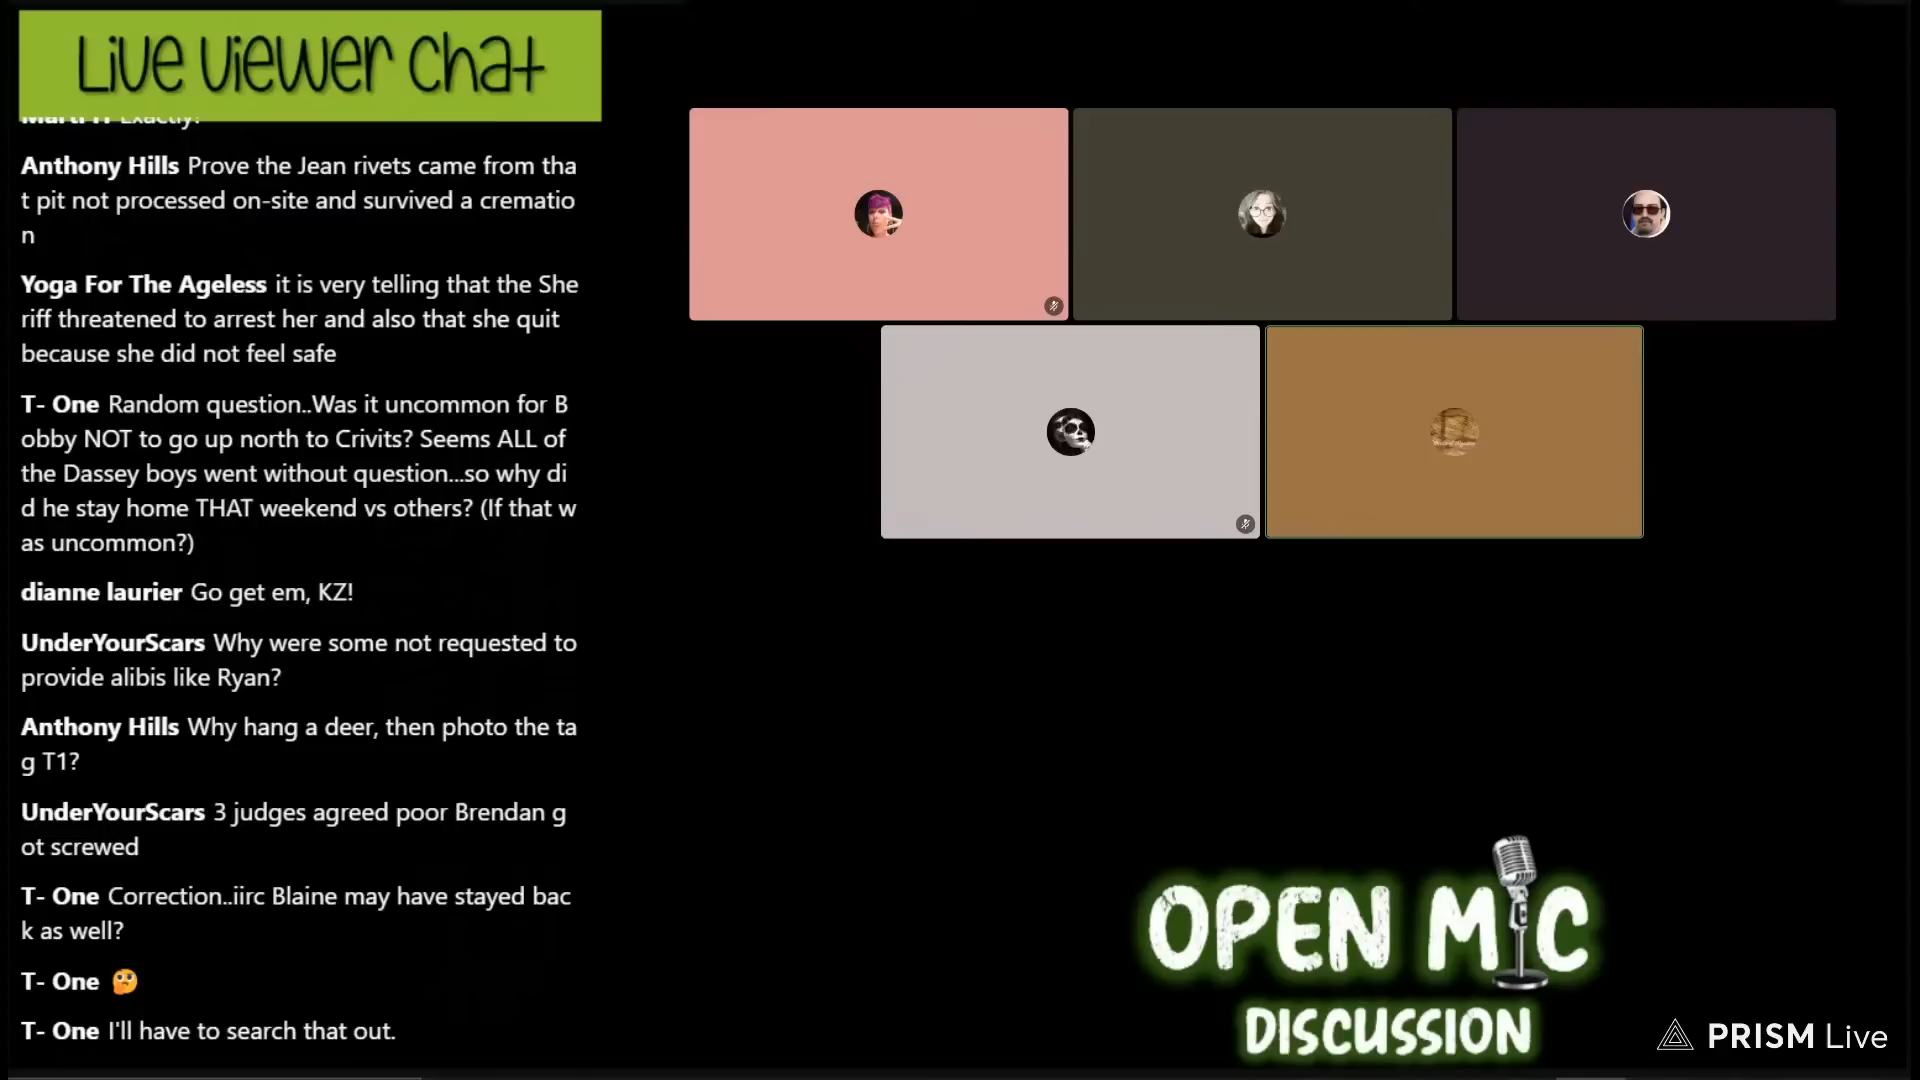 Live Viewer Chat
Exactly!
Anthony Hills Prove the Jean rivets came from tha
t pit not processed on-site and survived a crematio
n
Yoga For The Ageless it is very telling that the She
riff threatened to arrest her and also that she quit
because she did not feel safe
T- One Random question..Was it uncommon for B
obby NOT to go up north to Crivits? Seems ALL of
the Dassey boys went without question...so why di
d he stay home THAT weekend vs others? (If that w
as uncommon?)
dianne laurier Go get em, KZ!
UnderYourScars Why were some not requested to
provide alibis like Ryan?
Anthony Hills Why hang a deer, then photo the ta
g T1?
UnderYourScars 3 judges agreed poor Brendan g
ot screwed
T- One Correction..iirc Blaine may have stayed bac
k as well?
T- One 🤔
T- One I'll have to search that out.
OPEN MIC
DISCUSSION
PRISM Live